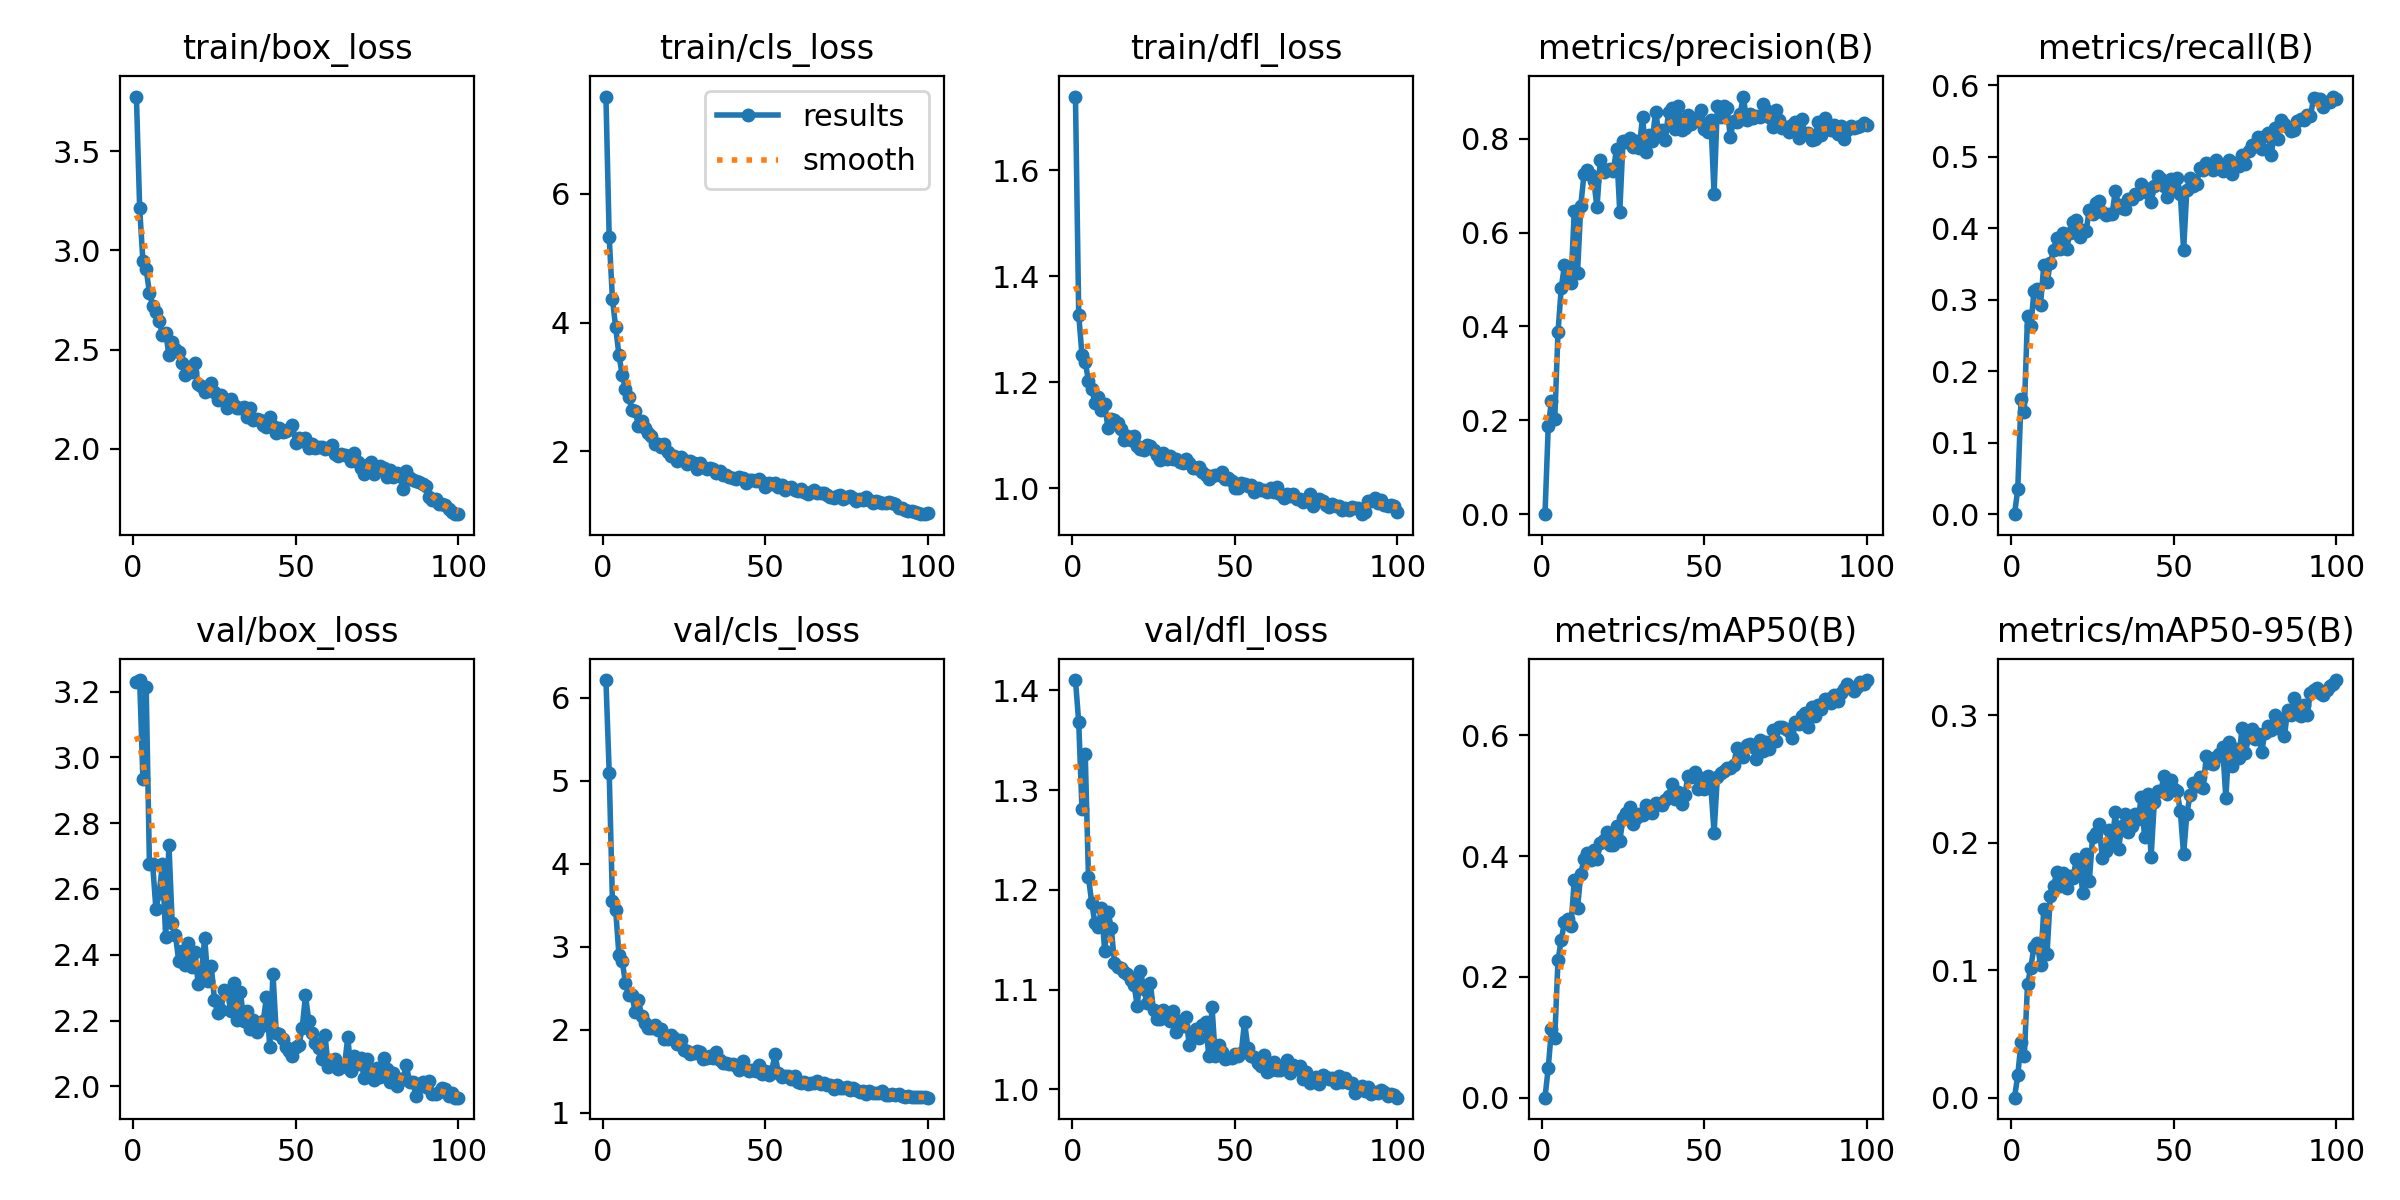 train/box_loss
3.5
3.0
2.5
2.0
0 50 100
train/cls_loss
results
smooth
6
4
2
0 50 100
train/dfl_loss
1.6
1.4
1.2
1.0
0 50 100
metrics/precision(B)
0.8
0.6
0.4
0.2
0.0
0 50 100
metrics/recall(B)
0.6
0.5
0.4
0.3
0.2
0.1
0.0
0 50 100
val/box_loss
3.2
3.0
2.8
2.6
2.4
2.2
2.0
0 50 100
val/cls_loss
6
5
4
3
2
1
0 50 100
val/dfl_loss
1.4
1.3
1.2
1.1
1.0
0 50 100
metrics/mAP50(B)
0.6
0.4
0.2
0.0
0 50 100
metrics/mAP50-95(B)
0.3
0.2
0.1
0.0
0 50 100